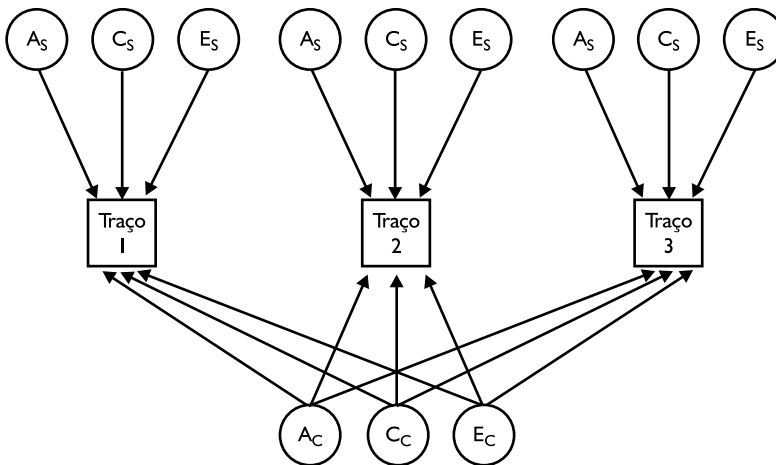 A_S C_S E_S A_S C_S E_S A_S C_S E_S
Traço Traço Traço
1 2 3
A_C C_C E_C